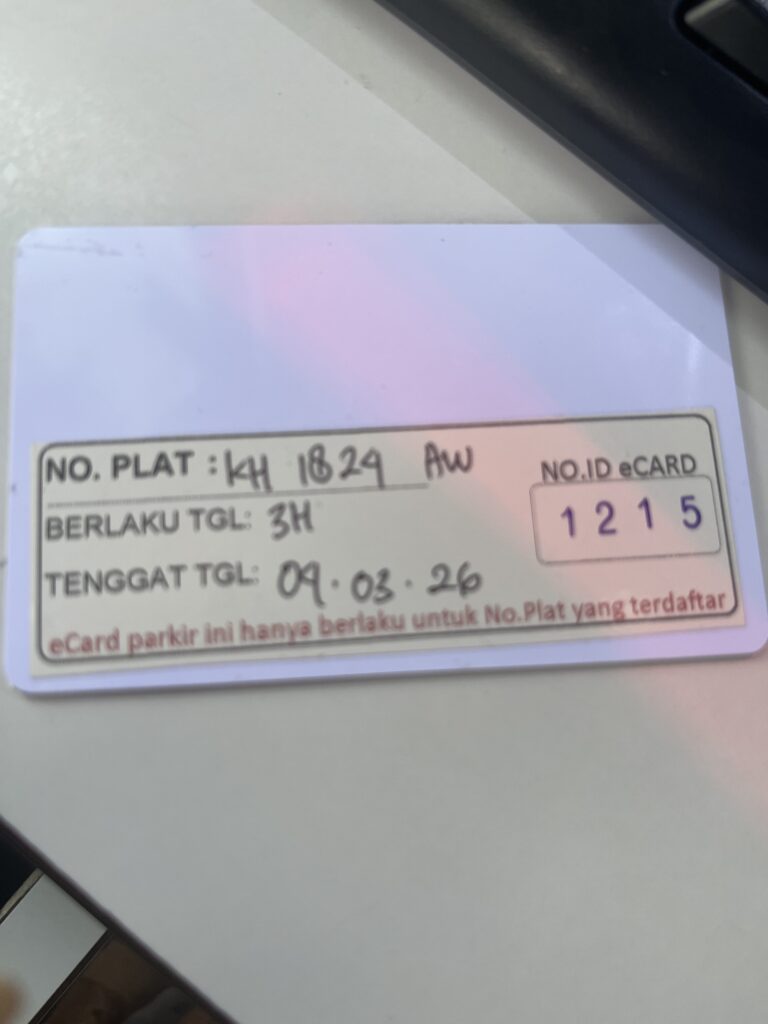 NO. PLAT : KH 1829 AW
BERLAKU TGL: 3H
TENGGAT TGL: 09.03.26
NO.ID eCARD
1215
eCard parkir ini hanya berlaku untuk No.Plat yang terdaftar